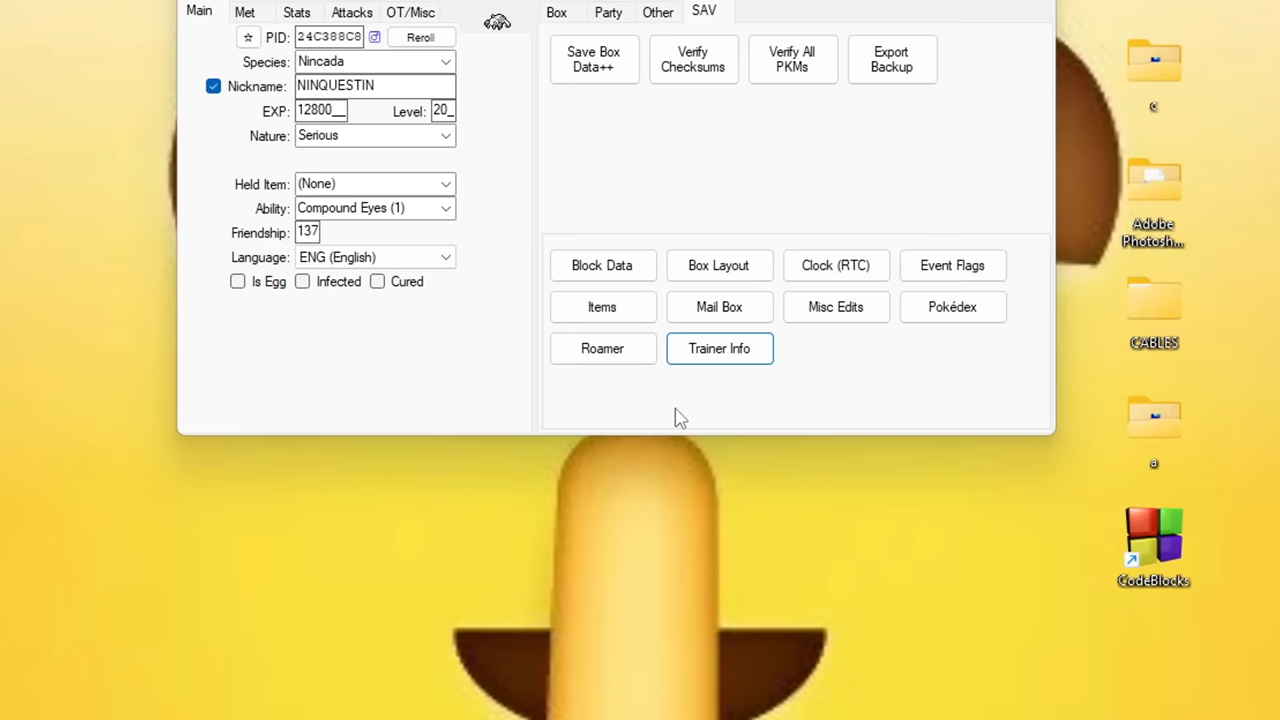 Main Met Stats Attacks OT/Misc
PID: 24C388C8 Reroll
Species: Nincada
Nickname: NINQUESTIN
EXP: 12800__ Level: 20_
Nature: Serious
Held Item: (None)
Ability: Compound Eyes (1)
Friendship: 137
Language: ENG (English)
Is Egg Infected Cured
Box Party Other SAV
Save Box
Data++
Verify
Checksums
Verify All
PKMs
Export
Backup
Block Data Box Layout Clock (RTC) Event Flags
Items Mail Box Misc Edits Pokédex
Roamer Trainer Info
c
Adobe
Photosh...
CABLES
a
CodeBlocks